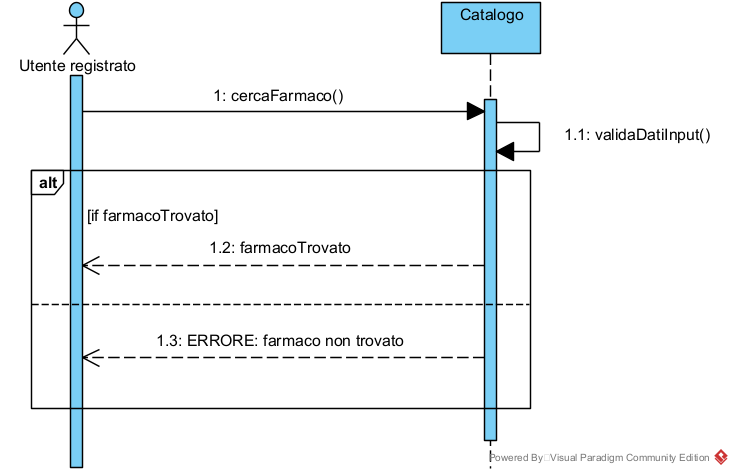 Catalogo
Utente registrato
1: cercaFarmaco()
1.1: validaDatiInput()
alt
[if farmacoTrovato]
1.2: farmacoTrovato
1.3: ERRORE: farmaco non trovato
Powered By Visual Paradigm Community Edition